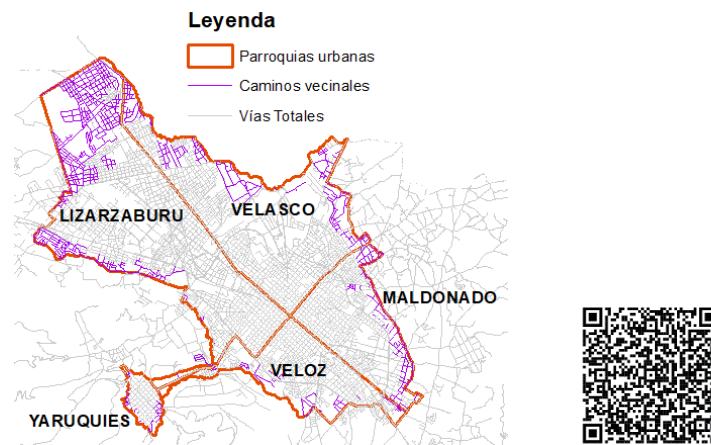 Leyenda
Parroquias urbanas
Caminos vecinales
Vías Totales
LIZARZABURU
VELASCO
MALDONADO
VELOZ
YARUQUIES